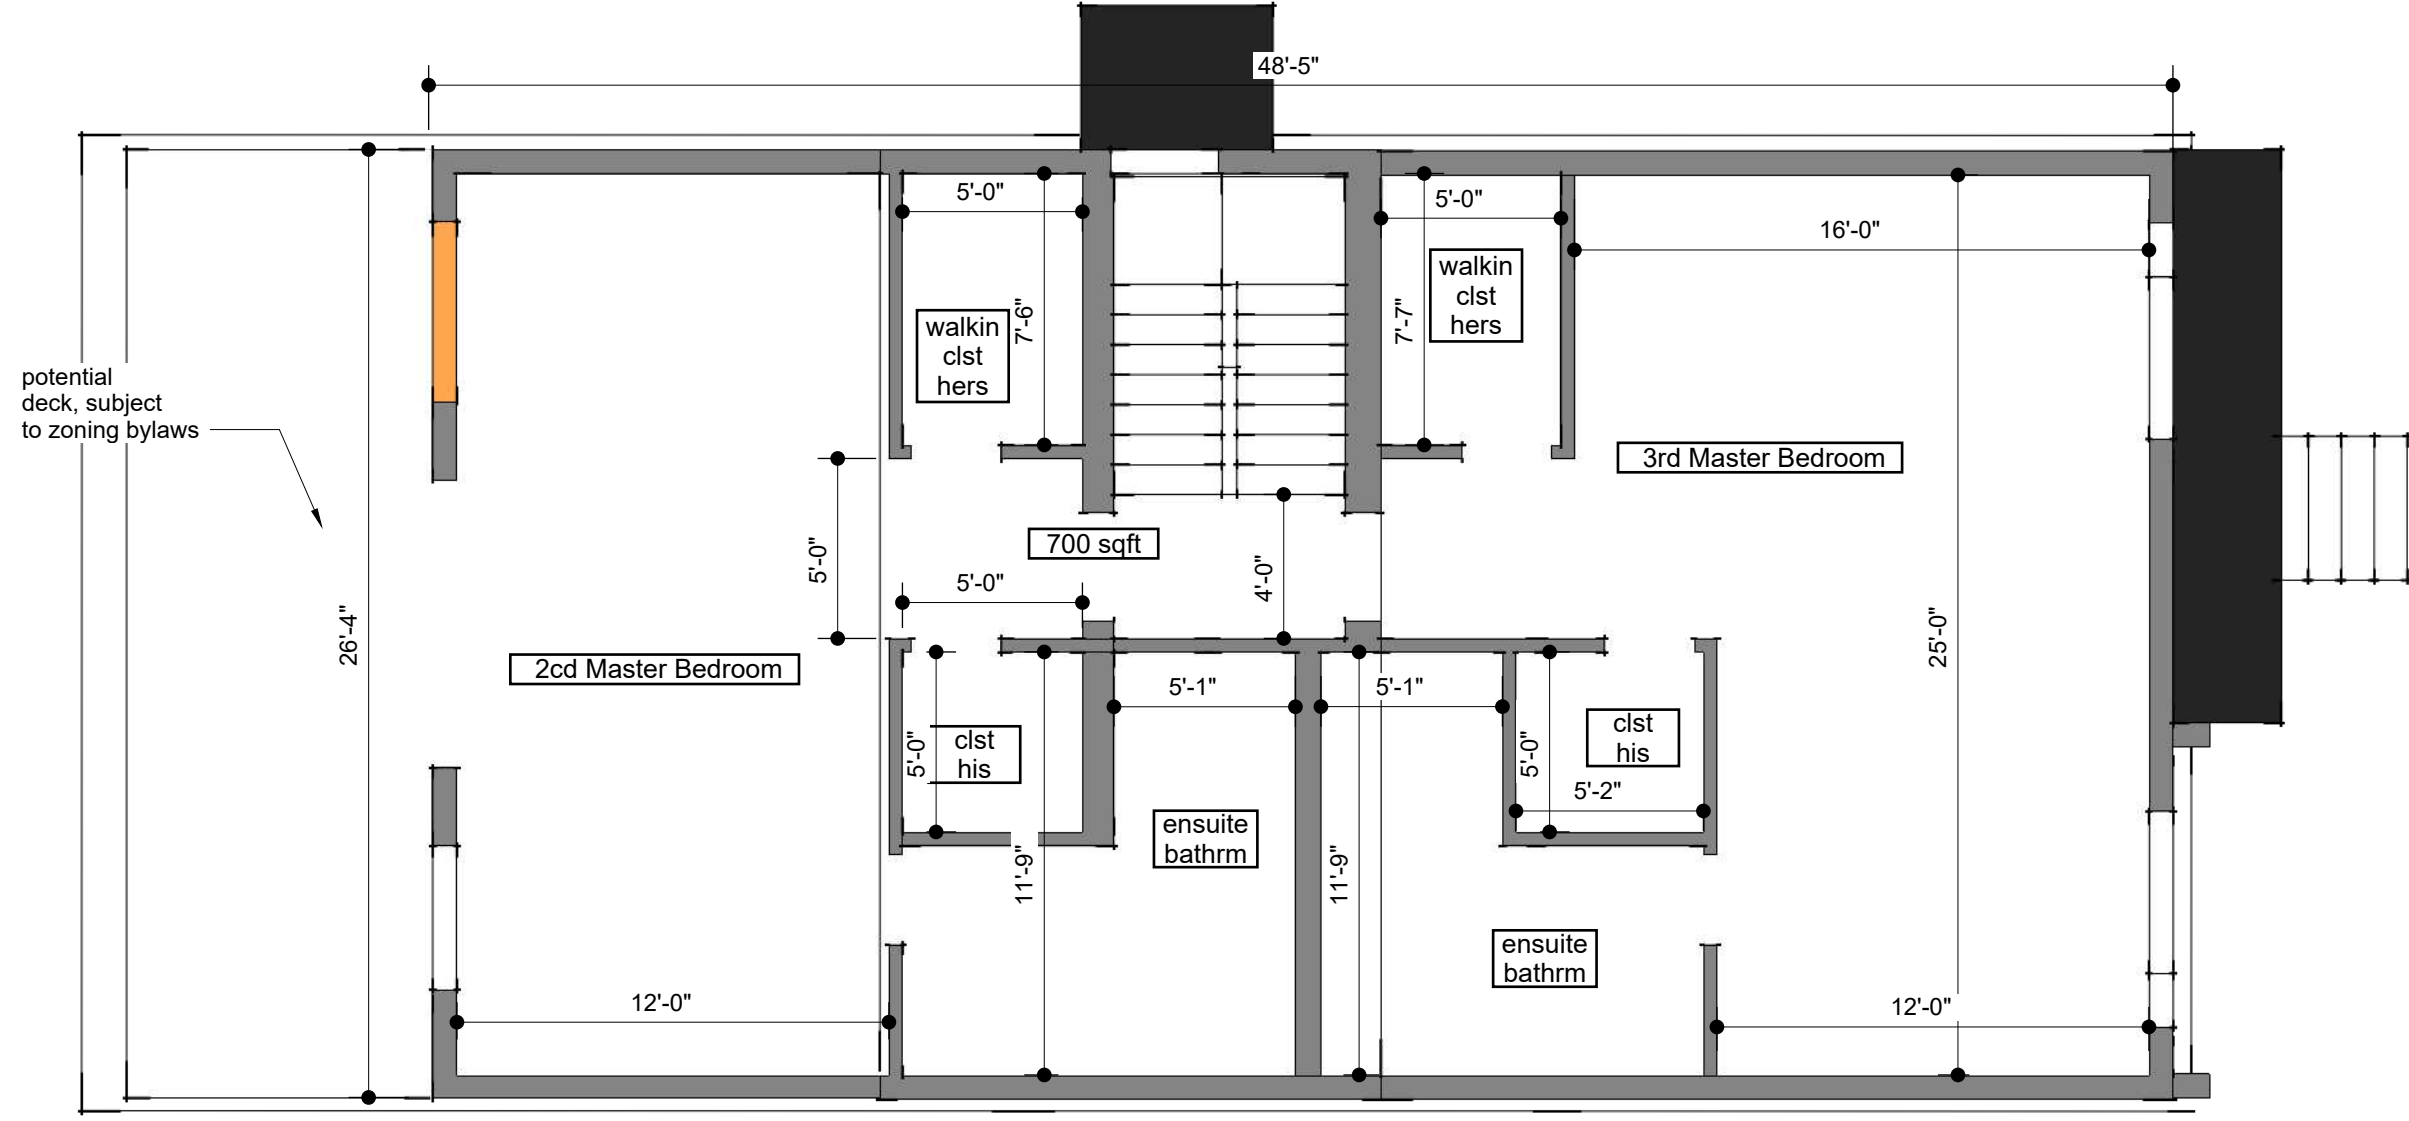 48'-5"
5'-0"
5'-0"
16'-0"
walkin
clst
hers
7'-6"
walkin
clst
hers
7'-7"
potential
deck, subject
to zoning bylaws
3rd Master Bedroom
700 sqft
5'-0"
5'-0"
4'-0"
26'-4"
25'-0"
2cd Master Bedroom
5'-1"
5'-1"
clst
his
5'-0"
clst
his
5'-0"
5'-2"
ensuite
bathrm
11'-9"
11'-9"
ensuite
bathrm
12'-0"
12'-0"